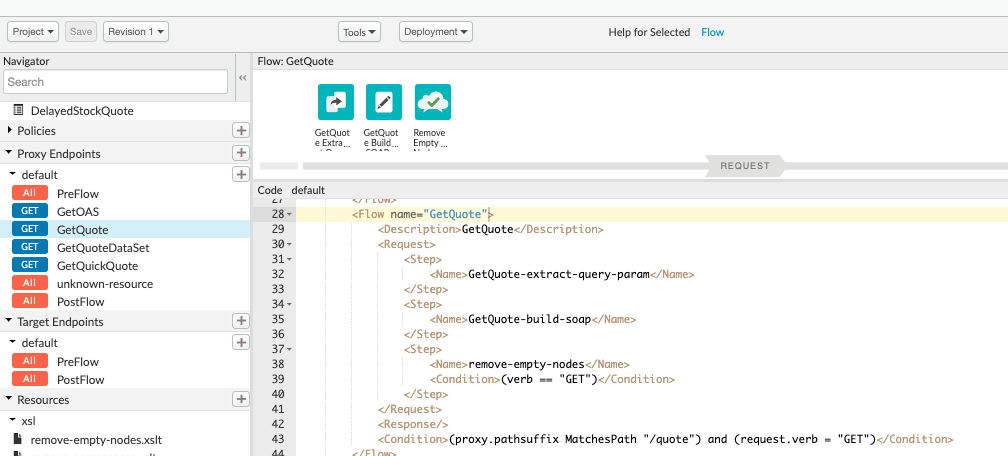 Project Save Revision 1 Tools Deployment Help for Selected Flow
Navigator
Search
DelayedStockQuote
Policies
Proxy Endpoints
default
All PreFlow
GET GetOAS
GET GetQuote
GET GetQuoteDataSet
GET GetQuickQuote
All unknown-resource
All PostFlow
Target Endpoints
default
All PreFlow
All PostFlow
Resources
xsl
remove-empty-nodes.xslt
Flow: GetQuote
GetQuot
e Extra...
GetQuot
e Build ...
SOAP
Remove
Empty ...
REQUEST
Code default
27 </Flow>
28 <Flow name="GetQuote">
29 <Description>GetQuote</Description>
30 <Request>
31 <Step>
32 <Name>GetQuote-extract-query-param</Name>
33 </Step>
34 <Step>
35 <Name>GetQuote-build-soap</Name>
36 </Step>
37 <Step>
38 <Name>remove-empty-nodes</Name>
39 <Condition>(verb == "GET")</Condition>
40 </Step>
41 </Request>
42 <Response/>
43 <Condition>(proxy.pathsuffix MatchesPath "/quote") and (request.verb = "GET")</Condition>
44 </Flow>